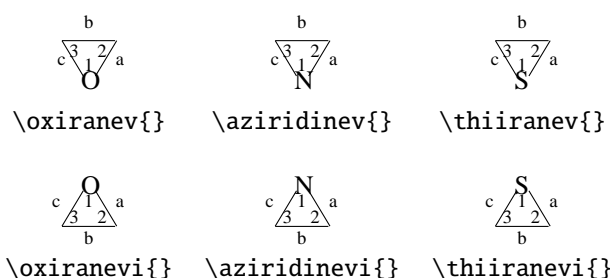 b b b
c 3 2 a c 3 2 a c 3 2 a
1 1 1
O N S
\oxiranev{} \aziridinev{} \thiiranev{}
O N S
c 1 a c 1 a c 1 a
3 2 3 2 3 2
b b b
\oxiranevi{} \aziridinevi{} \thiiranevi{}